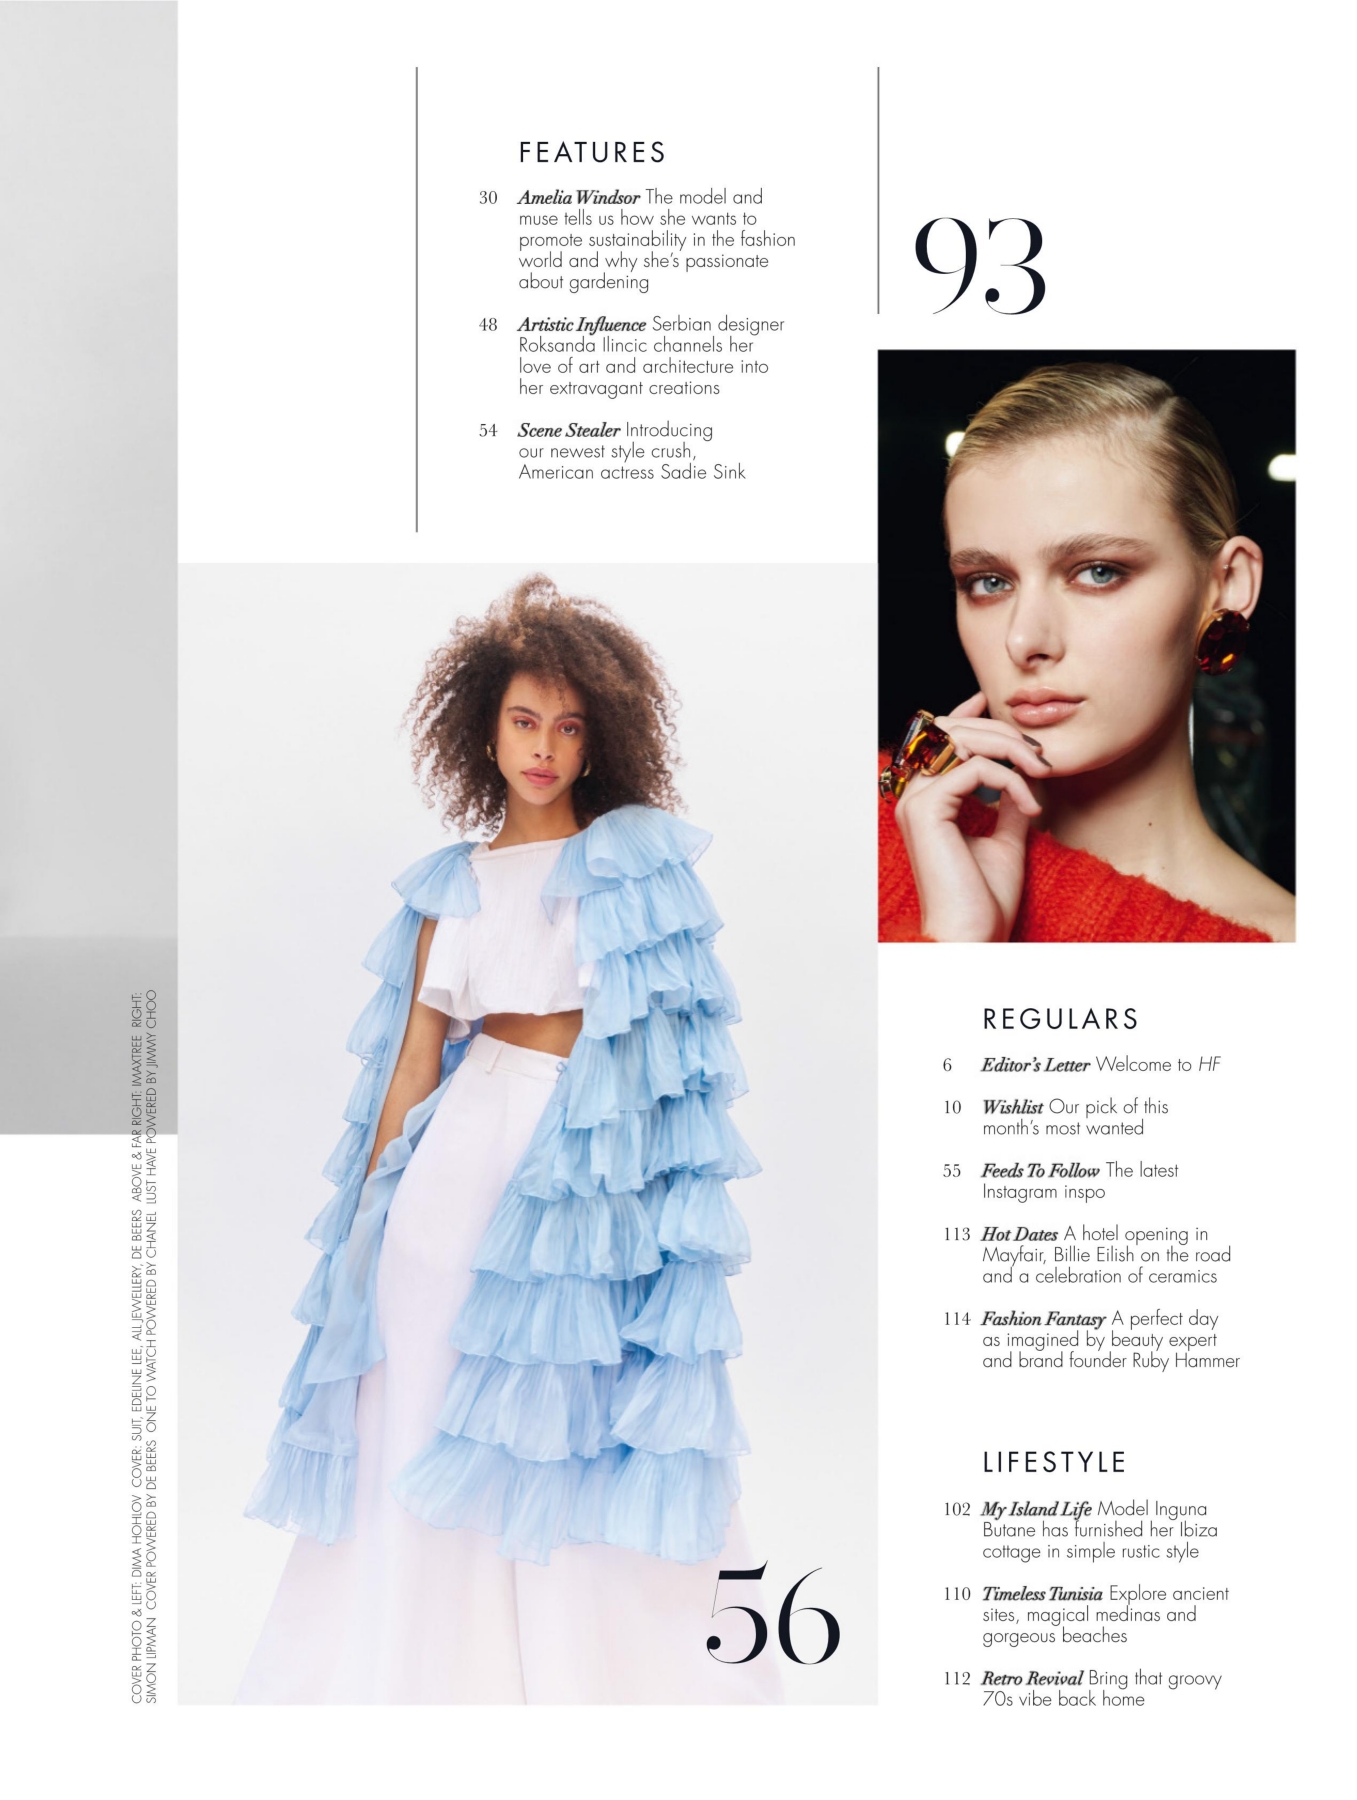 FEATURES
30 Amelia Windsor The model and
muse tells us how she wants to
promote sustainability in the fashion
world and why she's passionate
about gardening
48 Artistic Influence Serbian designer
Roksanda Ilincic channels her
love of art and architecture into
her extravagant creations
54 Scene Stealer Introducing
our newest style crush,
American actress Sadie Sink
93
56
REGULARS
6 Editor's Letter Welcome to HF
10 Wishlist Our pick of this
month's most wanted
55 Feeds To Follow The latest
Instagram inspo
113 Hot Dates A hotel opening in
Mayfair, Billie Eilish on the road
and a celebration of ceramics
114 Fashion Fantasy A perfect day
as imagined by beauty expert
and brand founder Ruby Hammer
LIFESTYLE
102 My Island Life Model Inguna
Butane has furnished her Ibiza
cottage in simple rustic style
110 Timeless Tunisia Explore ancient
sites, magical medinas and
gorgeous beaches
112 Retro Revival Bring that groovy
70s vibe back home
COVER PHOTO & LEFT: DIMA HOHLOV COVER: SUIT, EDELINE LEE, ALL JEWELLERY, DE BEERS ABOVE & FAR RIGHT: IMAXTREE RIGHT:
SIMON LIPMAN COVER POWERED BY DE BEERS ONE TO WATCH POWERED BY CHANEL LUST HAVE POWERED BY JIMMY CHOO